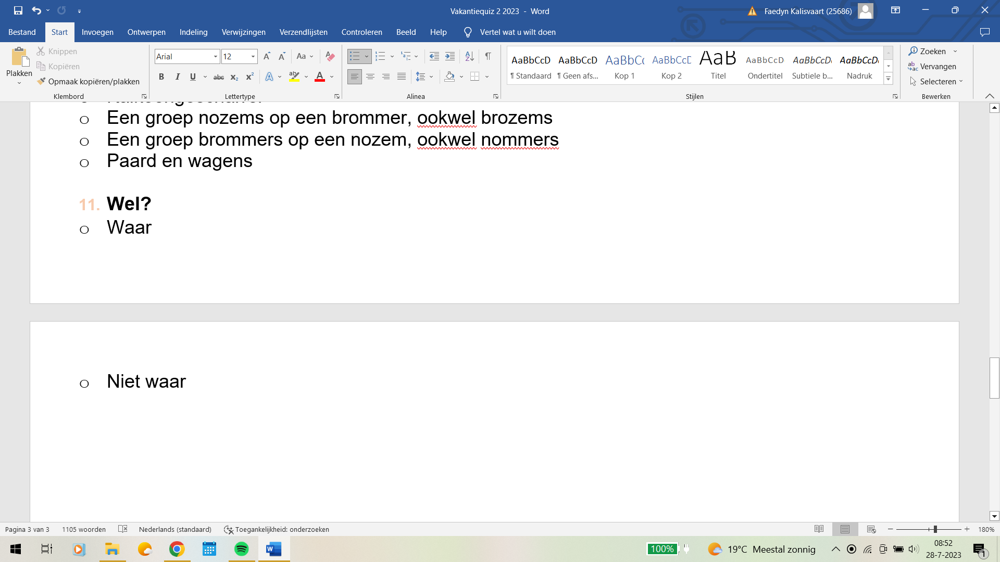 Vakantiequiz 2 2023 - Word
Faedyn Kalisvaart (25686)
Bestand Start Invoegen Ontwerpen Indeling Verwijzingen Verzendlijsten Controleren Beeld Help Vertel wat u wilt doen
Plakken
Knippen
Kopiëren
Opmaak kopiëren/plakken
Klembord
Arial 12
Lettertype
Alinea
AaBbCcD AaBbCcD AaBbCc AaBbCcD AaB AaBbCcD AaBbCcD AaBbCcD
¶ Standaard ¶ Geen afs... Kop 1 Kop 2 Titel Ondertitel Subtiele b... Nadruk
Stijlen
Zoeken
Vervangen
Selecteren
Bewerken
o Een groep nozems op een brommer, ookwel brozems
o Een groep brommers op een nozem, ookwel nommers
o Paard en wagens
11. Wel?
o Waar
o Niet waar
Pagina 3 van 3 1105 woorden Nederlands (standaard) Toegankelijkheid: onderzoeken 180%
100% 19°C Meestal zonnig 08:52
28-7-2023
1